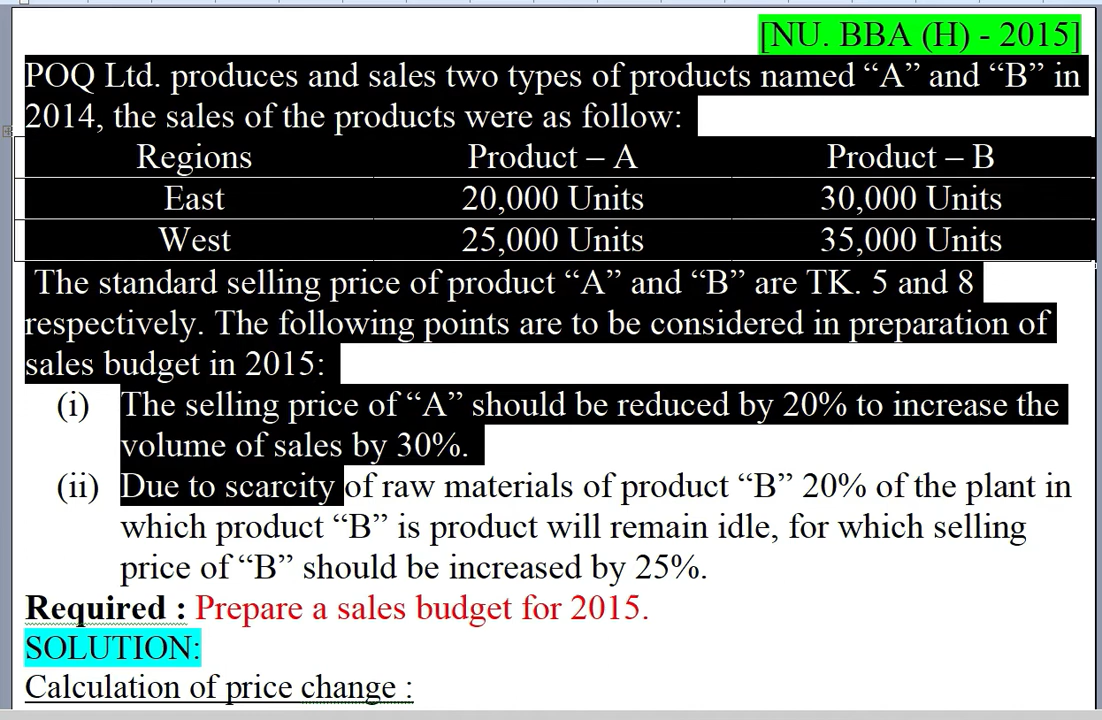 [NU. BBA (H) - 2015]
POQ Ltd. produces and sales two types of products named “A” and “B” in
2014, the sales of the products were as follow:
Regions Product – A Product – B
East 20,000 Units 30,000 Units
West 25,000 Units 35,000 Units
The standard selling price of product “A” and “B” are TK. 5 and 8
respectively. The following points are to be considered in preparation of
sales budget in 2015:
(i) The selling price of “A” should be reduced by 20% to increase the
volume of sales by 30%.
(ii) Due to scarcity of raw materials of product “B” 20% of the plant in
which product “B” is product will remain idle, for which selling
price of “B” should be increased by 25%.
Required : Prepare a sales budget for 2015.
SOLUTION:
Calculation of price change :